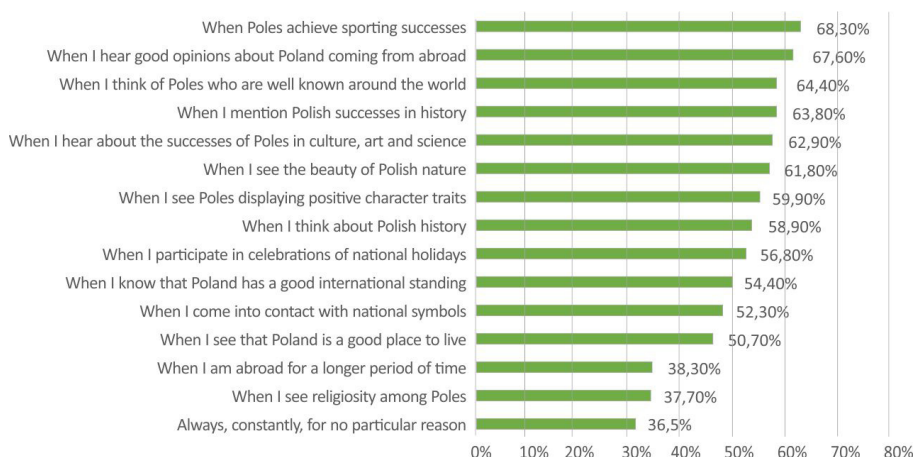 When Poles achieve sporting successes 68,30%
When I hear good opinions about Poland coming from abroad 67,60%
When I think of Poles who are well known around the world 64,40%
When I mention Polish successes in history 63,80%
When I hear about the successes of Poles in culture, art and science 62,90%
When I see the beauty of Polish nature 61,80%
When I see Poles displaying positive character traits 59,90%
When I think about Polish history 58,90%
When I participate in celebrations of national holidays 56,80%
When I know that Poland has a good international standing 54,40%
When I come into contact with national symbols 52,30%
When I see that Poland is a good place to live 50,70%
When I am abroad for a longer period of time 38,30%
When I see religiosity among Poles 37,70%
Always, constantly, for no particular reason 36,5%
0% 10% 20% 30% 40% 50% 60% 70% 80%